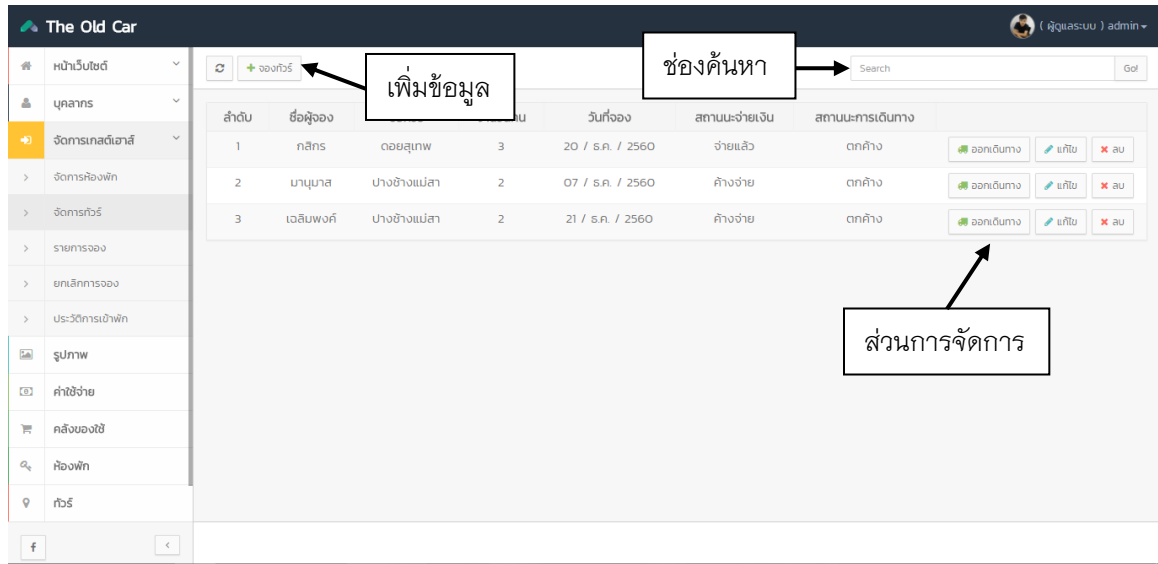 The Old Car
( ผู้ดูแลระบบ ) admin
หน้าเว็บไซต์
บุคลากร
จัดการเกสต์เฮาส์
จัดการห้องพัก
จัดการทัวร์
รายการจอง
ยกเลิกการจอง
ประวัติการเข้าพัก
รูปภาพ
ค่าใช้จ่าย
คลังของใช้
ห้องพัก
ทัวร์
จองทัวร์
เพิ่มข้อมูล
ช่องค้นหา
Search Go!
ลำดับ ชื่อผู้จอง วันที่จอง สถานนะจ่ายเงิน สถานนะการเดินทาง
1 กสิกร ดอยสุเทพ 3 20 / ธ.ค. / 2560 จ่ายแล้ว ตกค้าง ออกเดินทาง แก้ไข ลบ
2 มานุมาส ปางช้างแม่สา 2 07 / ธ.ค. / 2560 ค้างจ่าย ตกค้าง ออกเดินทาง แก้ไข ลบ
3 เฉลิมพงค์ ปางช้างแม่สา 2 21 / ธ.ค. / 2560 ค้างจ่าย ตกค้าง ออกเดินทาง แก้ไข ลบ
ส่วนการจัดการ